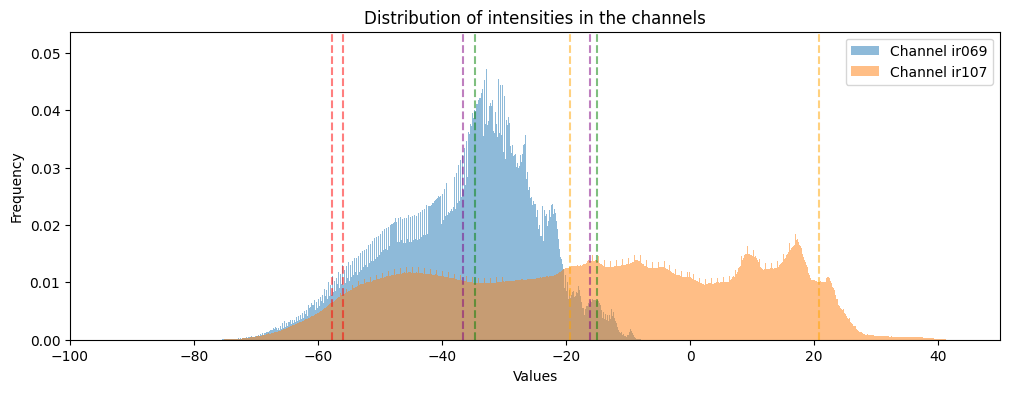 Distribution of intensities in the channels
Channel ir069
Channel ir107
Frequency
0.05
0.04
0.03
0.02
0.01
0.00
−100
−80
−60
−40
−20
0
20
40
Values